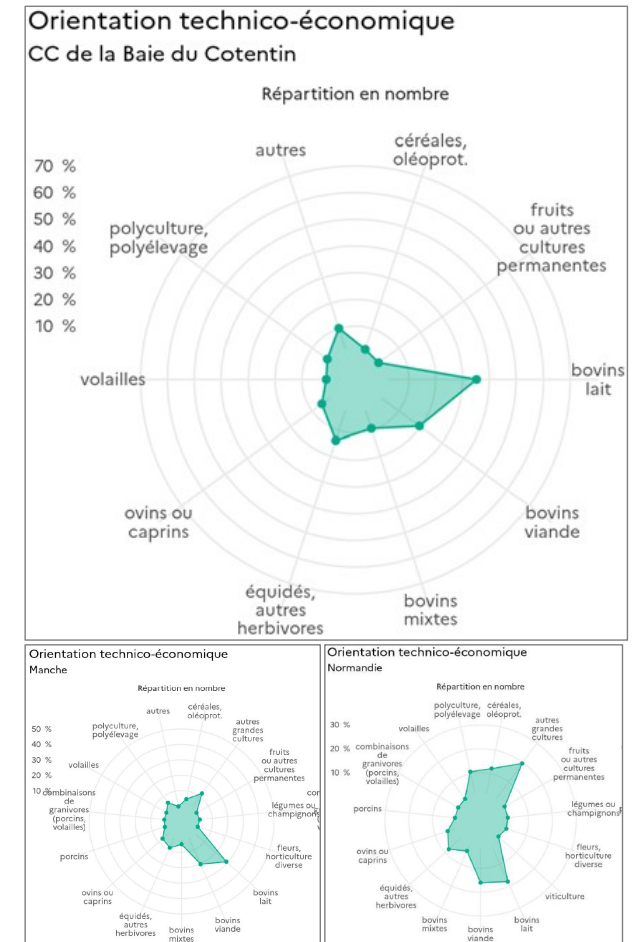 Orientation technico-économique
CC de la Baie du Cotentin
Répartition en nombre
autres
céréales,
oléoprot.
70 %
60 %
50 %
40 %
30 %
20 %
10 %
fruits
ou autres
cultures
permanentes
polyculture,
polyélevage
volailles
bovins
lait
ovins ou
caprins
bovins
viande
équidés,
autres
herbivores
bovins
mixtes
Orientation technico-économique
Manche
Répartition en nombre
autres
céréales,
oléoprot.
polyculture,
polyélevage
autres
grandes
cultures
50 %
40 %
30 %
20 %
10 %
volailles
fruits
ou autres
cultures
permanentes
combinaisons
de
granivores
(porcins,
volailles)
légumes ou
champignons
porcins
fleurs,
horticulture
diverse
ovins ou
caprins
bovins
lait
équidés,
autres
herbivores
bovins
mixtes
bovins
viande
Orientation technico-économique
Normandie
Répartition en nombre
polyculture,
polyélevage
céréales,
oléoprot.
30 %
20 %
10 %
volailles
autres
grandes
cultures
combinaisons
de
granivores
(porcins,
volailles)
fruits
ou autres
cultures
permanentes
porcins
légumes ou
champignons
ovins ou
caprins
fleurs,
horticulture
diverse
équidés,
autres
herbivores
viticulture
bovins
mixtes
bovins
viande
bovins
lait